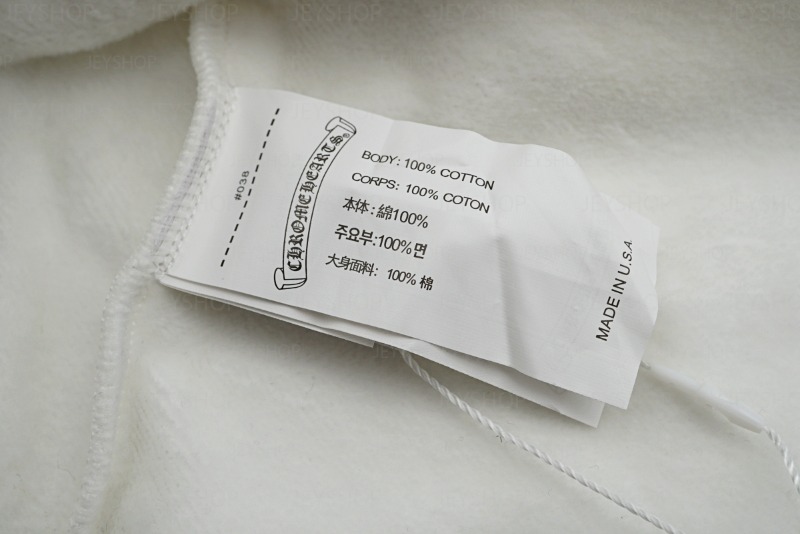 #038
CHROME HEARTS®
BODY: 100% COTTON
CORPS: 100% COTON
本体:綿100%
주요부:100%면
大身面料: 100% 棉
MADE IN U.S.A.
JEYSHOP